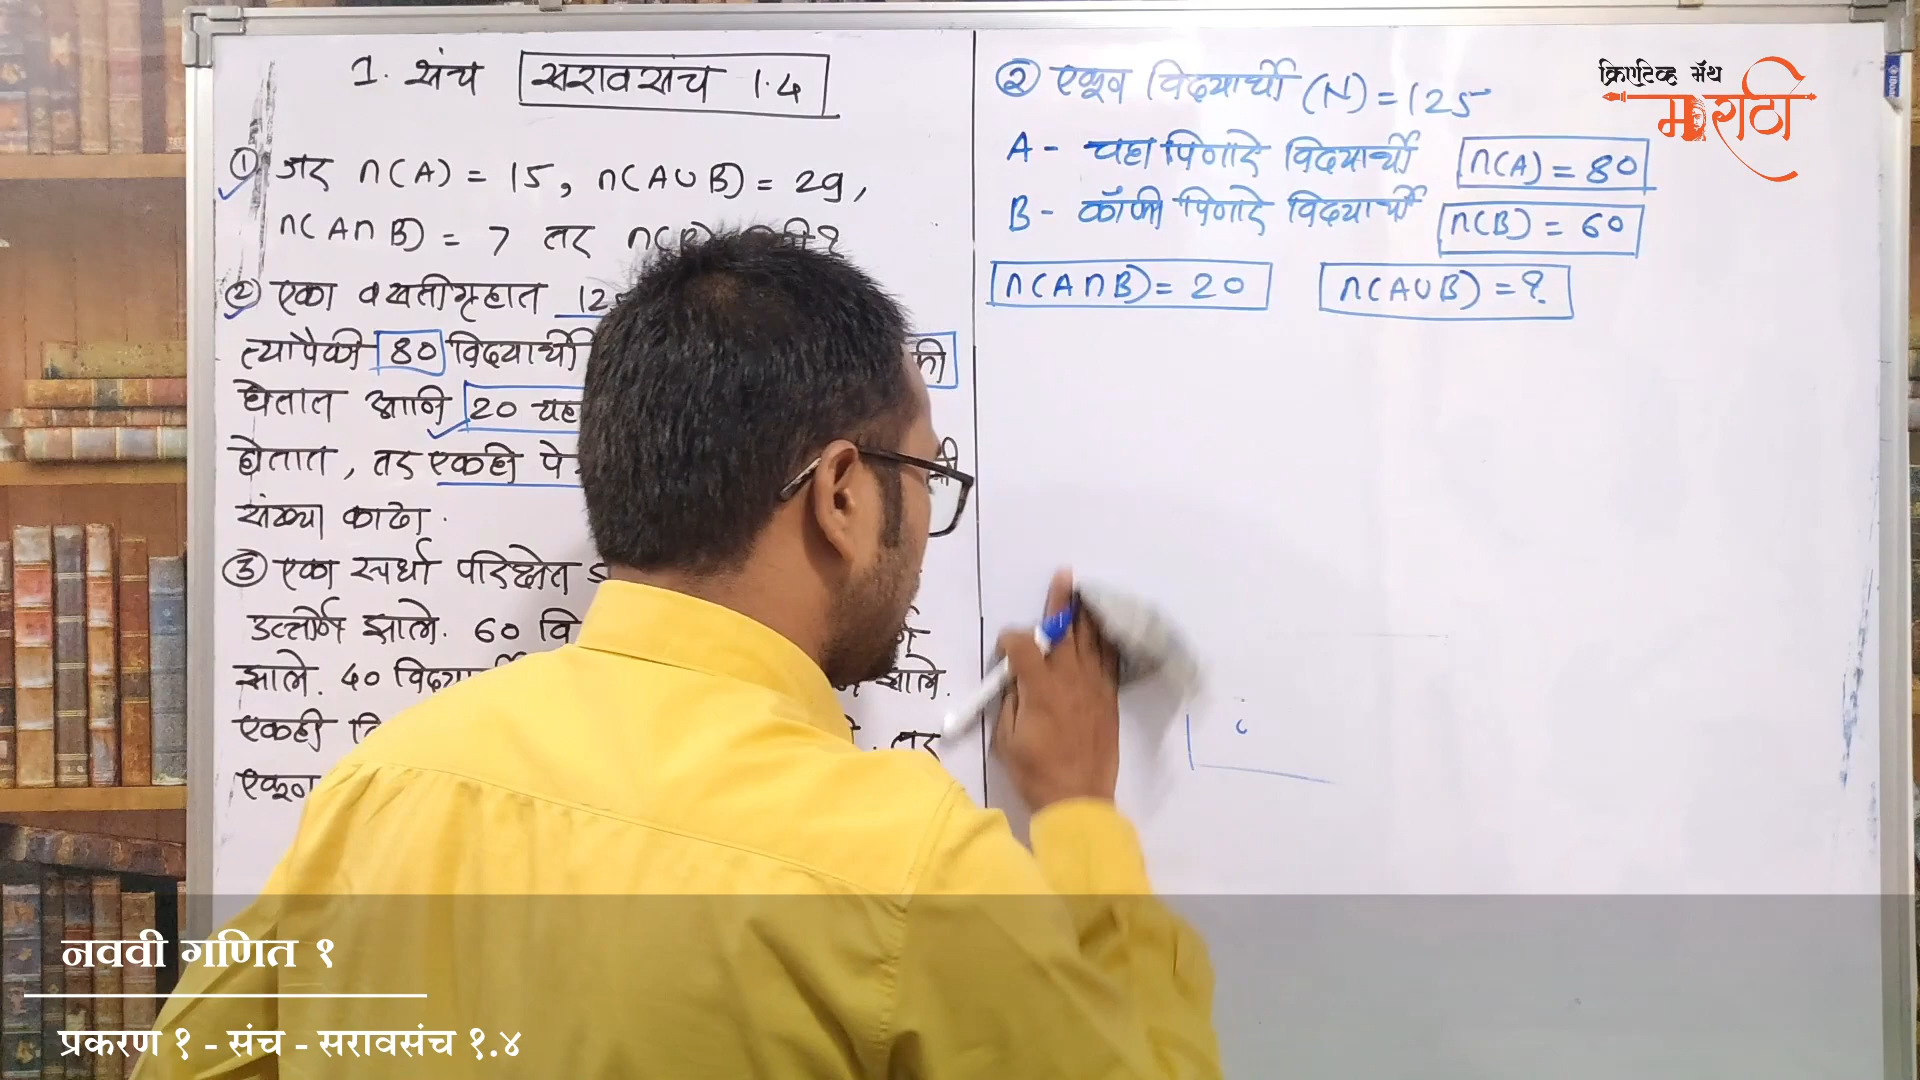 1. संच सरावसंच 1.4
① जर n(A) = 15, n(A∪B) = 29,
n(A∩B) = 7 तर
② एका वसतीगृहात
त्यापैकी 80 विद्यार्थी
घेतात आणि 20 चहा
घेतात, तर एकही
संख्या काढा.
③ एका स्पर्धा परिक्षेत
उत्तीर्ण झाले. 60
झाले. 40 झाले.
एकही तर
एकूण
② एकूण विद्यार्थी (N) = 125
A - चहा पिणारे विद्यार्थी n(A) = 80
B - कॉफी पिणारे विद्यार्थी n(B) = 60
n(A∩B) = 20 n(A∪B) = ?
क्रिएटिव्ह मॅथ
मराठी
नववी गणित १
प्रकरण १ - संच - सरावसंच १.४